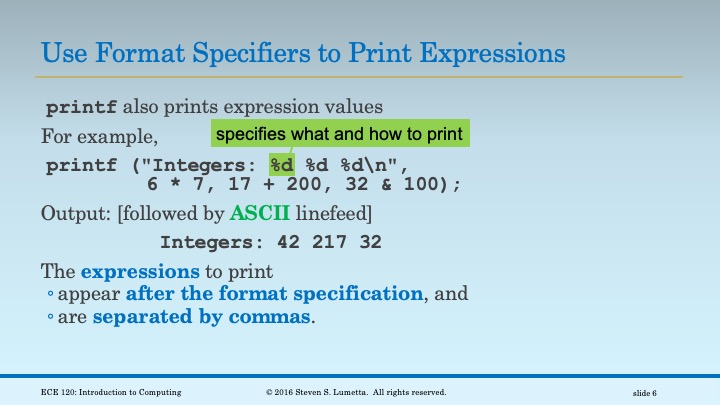 Use Format Specifiers to Print Expressions
printf also prints expression values
For example,
specifies what and how to print
printf ("Integers: %d %d %d\n",
6 * 7, 17 + 200, 32 & 100);
Output: [followed by ASCII linefeed]
Integers: 42 217 32
The expressions to print
◦ appear after the format specification, and
◦ are separated by commas.
ECE 120: Introduction to Computing
© 2016 Steven S. Lumetta. All rights reserved.
slide 6